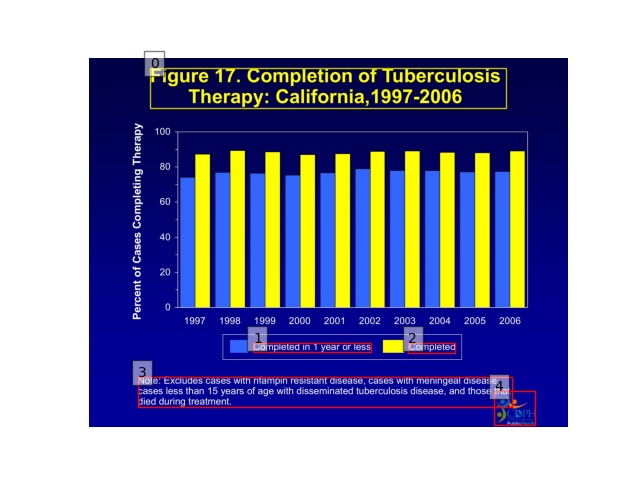 Figure 17. Completion of Tuberculosis
Therapy: California,1997-2006
Percent of Cases Completing Therapy
100
80
60
40
20
0
1997 1998 1999 2000 2001 2002 2003 2004 2005 2006
Completed in 1 year or less Completed
Note: Excludes cases with rifampin resistant disease, cases with meningeal disease,
cases less than 15 years of age with disseminated tuberculosis disease, and those that
died during treatment.
CDPH
PublicHealth
0
1
2
3
4